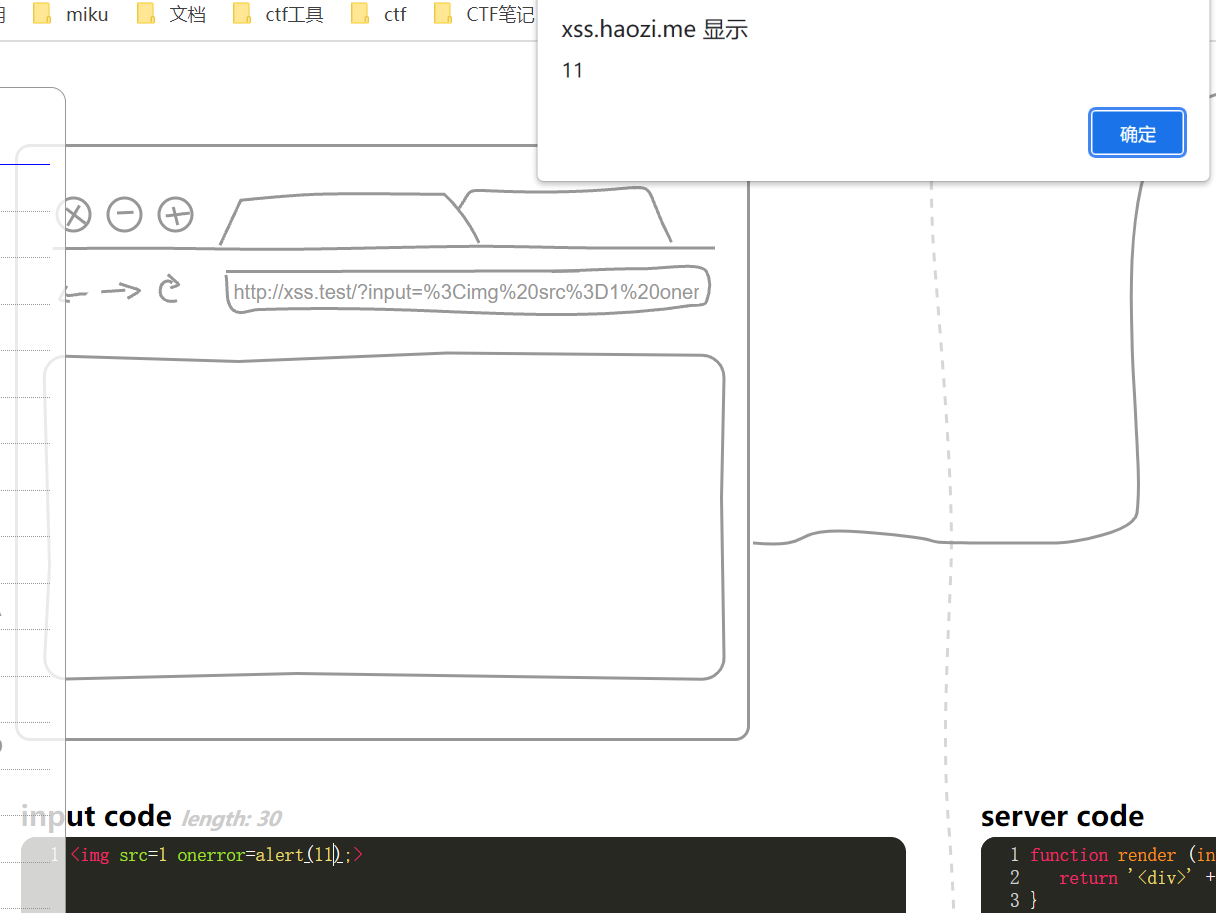 miku 文档 ctf工具 ctf CTF笔记
xss.haozi.me 显示
11
确定
http://xss.test/?input=%3Cimg%20src%3D1%20oner
input code length: 30
1 <img src=1 onerror=alert(11);>
server code
1 function render (in
2 return '<div>' +
3 }